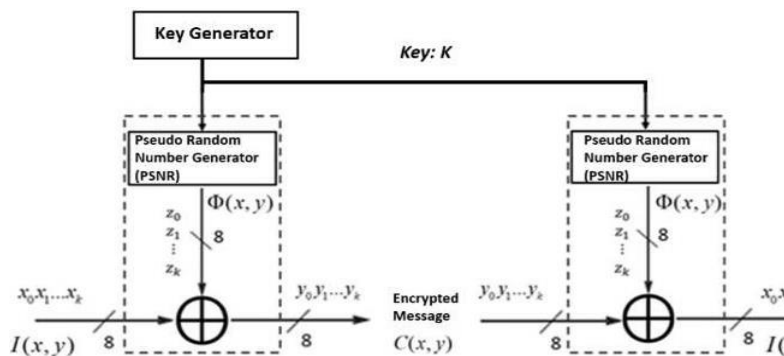 Key Generator
Key: K
Pseudo Random
Number Generator
(PSNR)
Φ(x, y)
z₀
z₁
⋮
zₖ
8
x₀x₁...xₖ
I(x, y)
8
y₀y₁...yₖ
8
Encrypted
Message
C(x, y)
y₀y₁...yₖ
8
Pseudo Random
Number Generator
(PSNR)
Φ(x, y)
z₀
z₁
⋮
zₖ
8
x₀x
8
I(